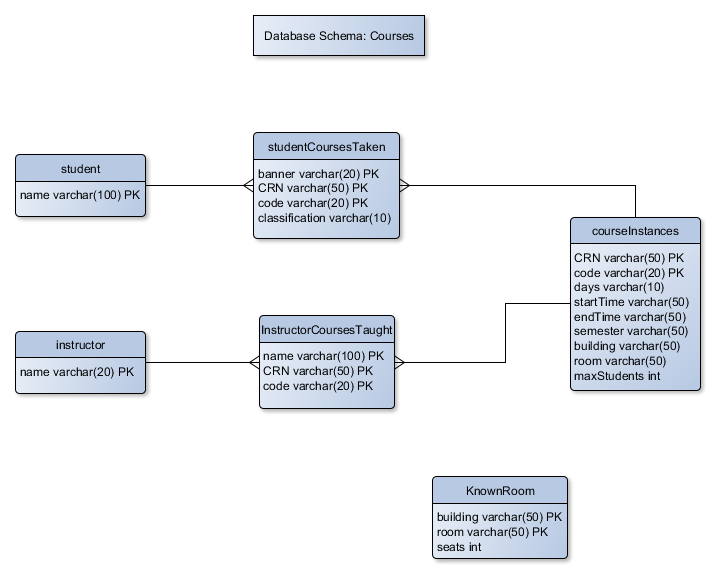 Database Schema: Courses
student
name varchar(100) PK
studentCoursesTaken
banner varchar(20) PK
CRN varchar(50) PK
code varchar(20) PK
classification varchar(10)
courseInstances
CRN varchar(50) PK
code varchar(20) PK
days varchar(10)
startTime varchar(50)
endTime varchar(50)
semester varchar(50)
building varchar(50)
room varchar(50)
maxStudents int
instructor
name varchar(20) PK
InstructorCoursesTaught
name varchar(100) PK
CRN varchar(50) PK
code varchar(20) PK
KnownRoom
building varchar(50) PK
room varchar(50) PK
seats int